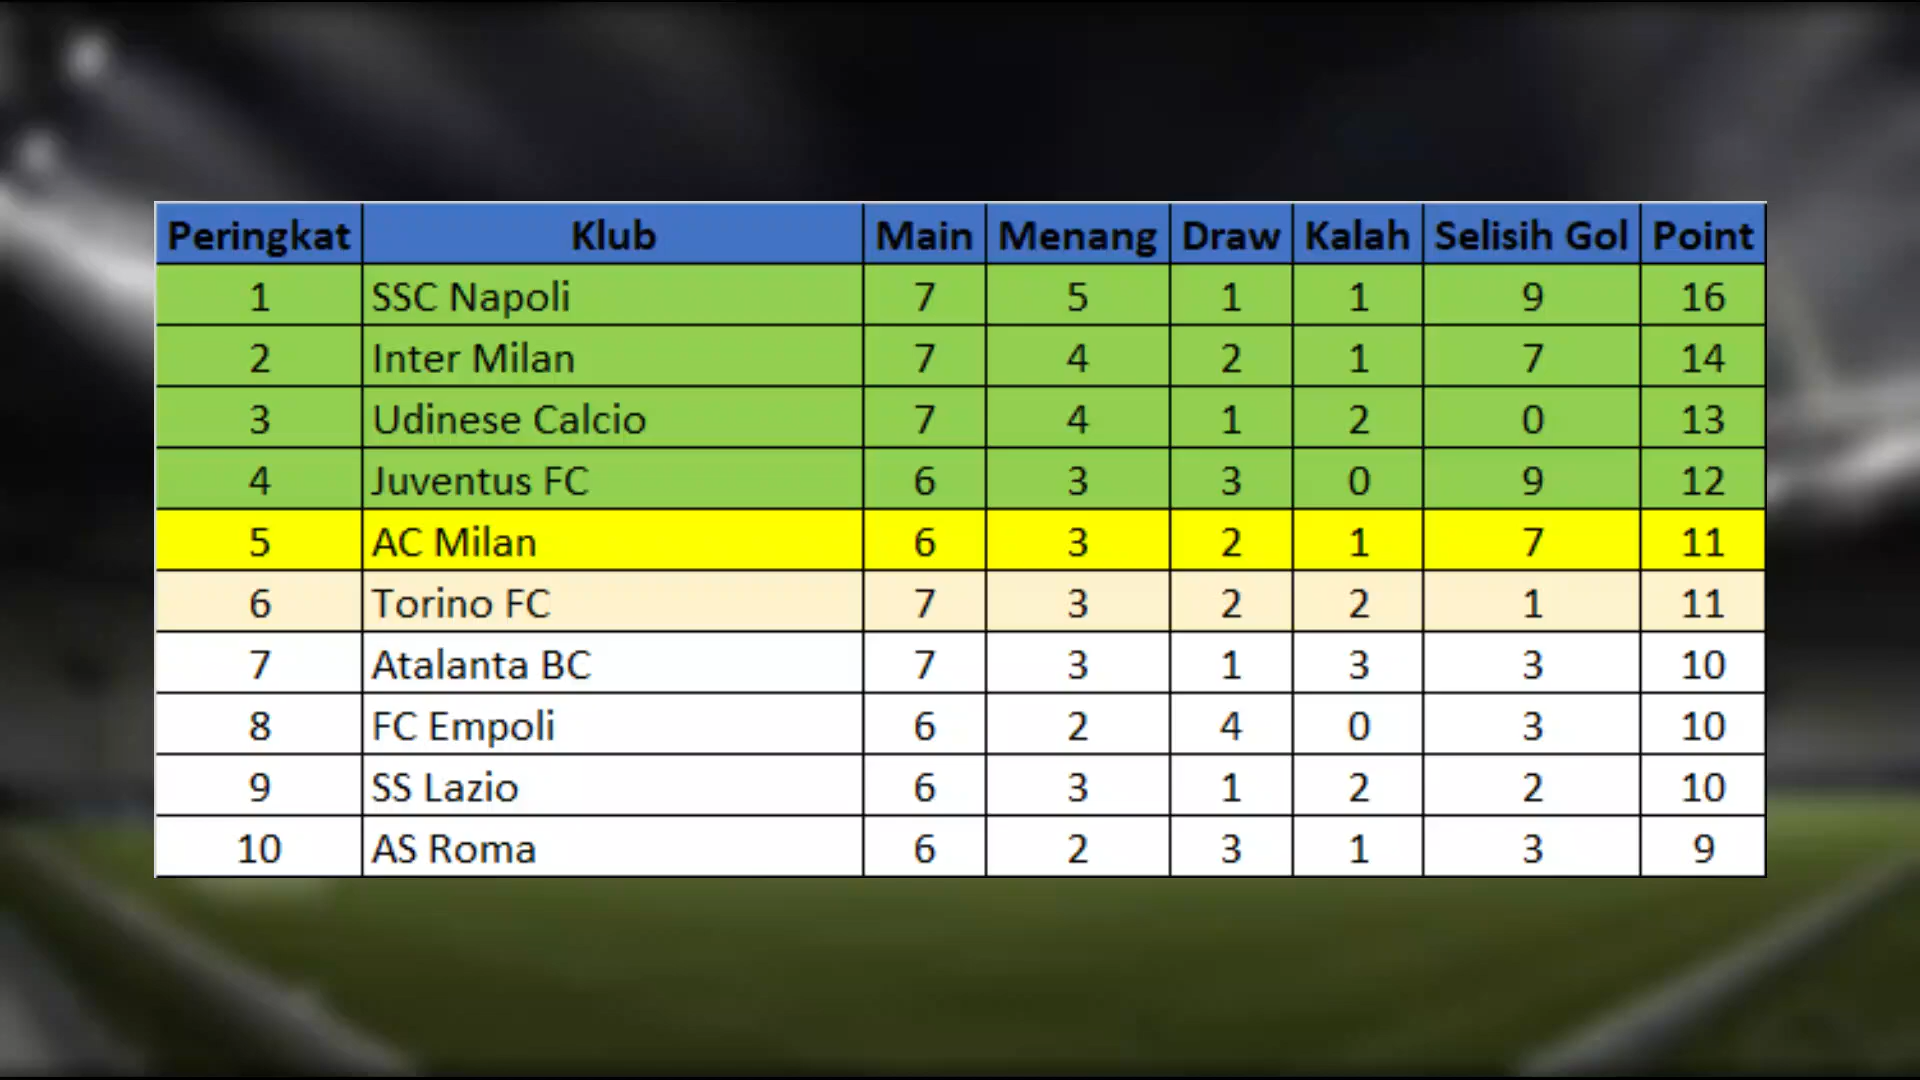 Peringkat Klub Main Menang Draw Kalah Selisih Gol Point
1 SSC Napoli 7 5 1 1 9 16
2 Inter Milan 7 4 2 1 7 14
3 Udinese Calcio 7 4 1 2 0 13
4 Juventus FC 6 3 3 0 9 12
5 AC Milan 6 3 2 1 7 11
6 Torino FC 7 3 2 2 1 11
7 Atalanta BC 7 3 1 3 3 10
8 FC Empoli 6 2 4 0 3 10
9 SS Lazio 6 3 1 2 2 10
10 AS Roma 6 2 3 1 3 9